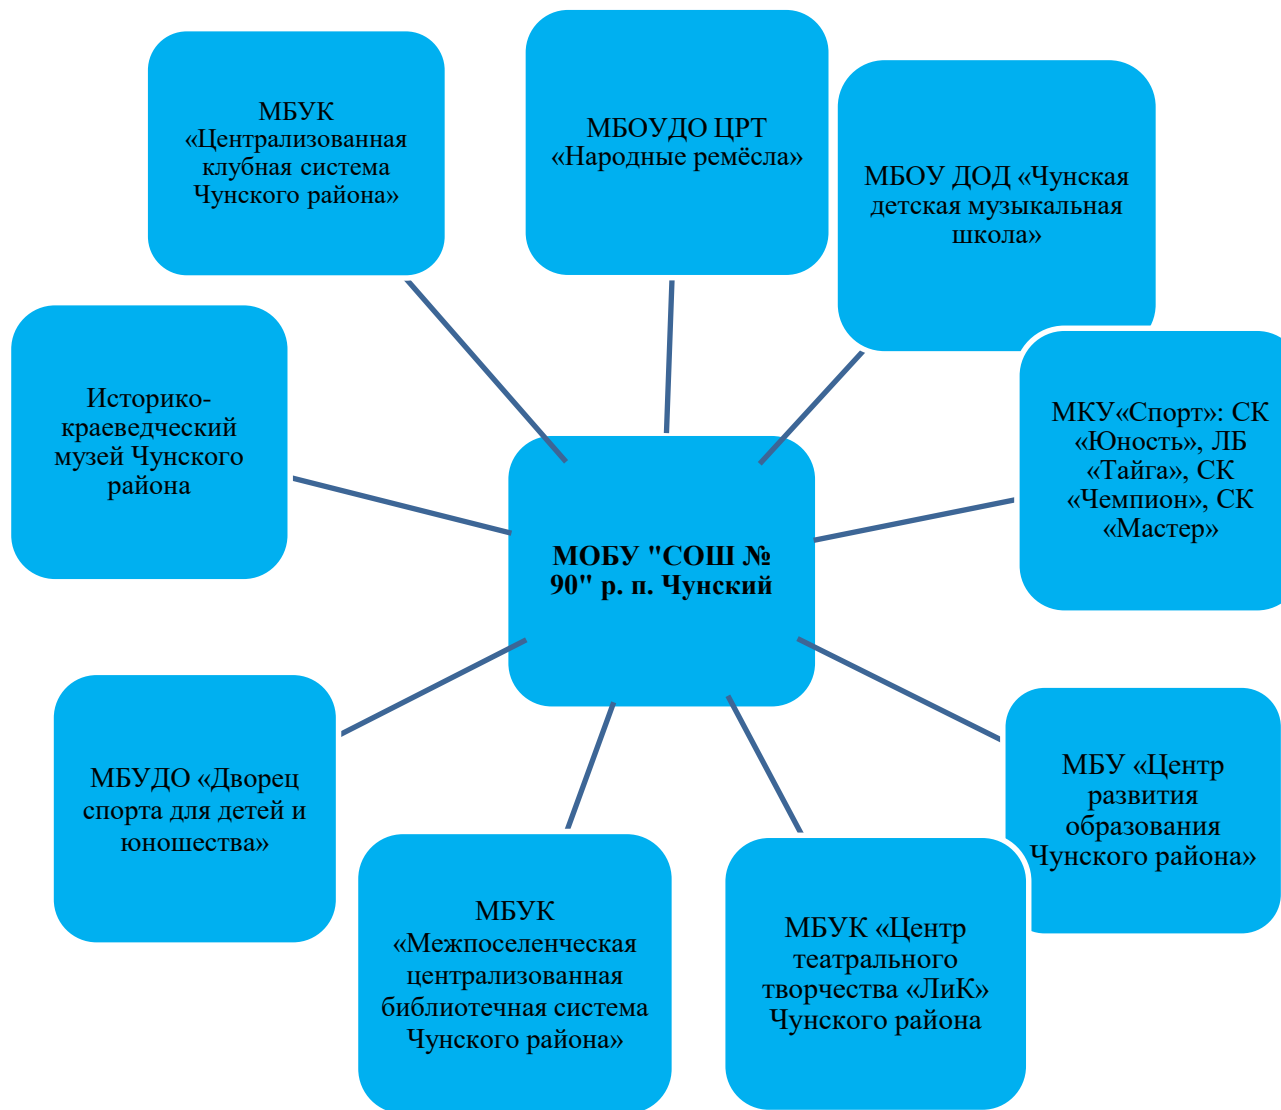 МБУК
«Централизованная
клубная система
Чунского района»
МБОУДО ЦРТ
«Народные ремёсла»
МБОУ ДОД «Чунская
детская музыкальная
школа»
Историко-
краеведческий
музей Чунского
района
МКУ«Спорт»: СК
«Юность», ЛБ
«Тайга», СК
«Чемпион», СК
«Мастер»
МОБУ "СОШ №
90" р. п. Чунский
МБУДО «Дворец
спорта для детей и
юношества»
МБУ «Центр
развития
образования
Чунского района»
МБУК
«Межпоселенческая
централизованная
библиотечная система
Чунского района»
МБУК «Центр
театрального
творчества «ЛиК»
Чунского района